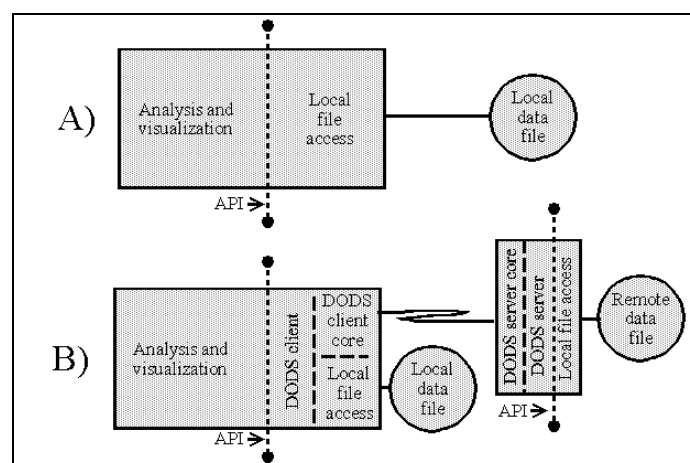 A)
Analysis and
visualization
Local
file
access
Local
data
file
API
B)
Analysis and
visualization
DODS client
DODS
client
core
Local
file
access
Local
data
file
API
DODS server core
DODS server
Local file access
Remote
data
file
API